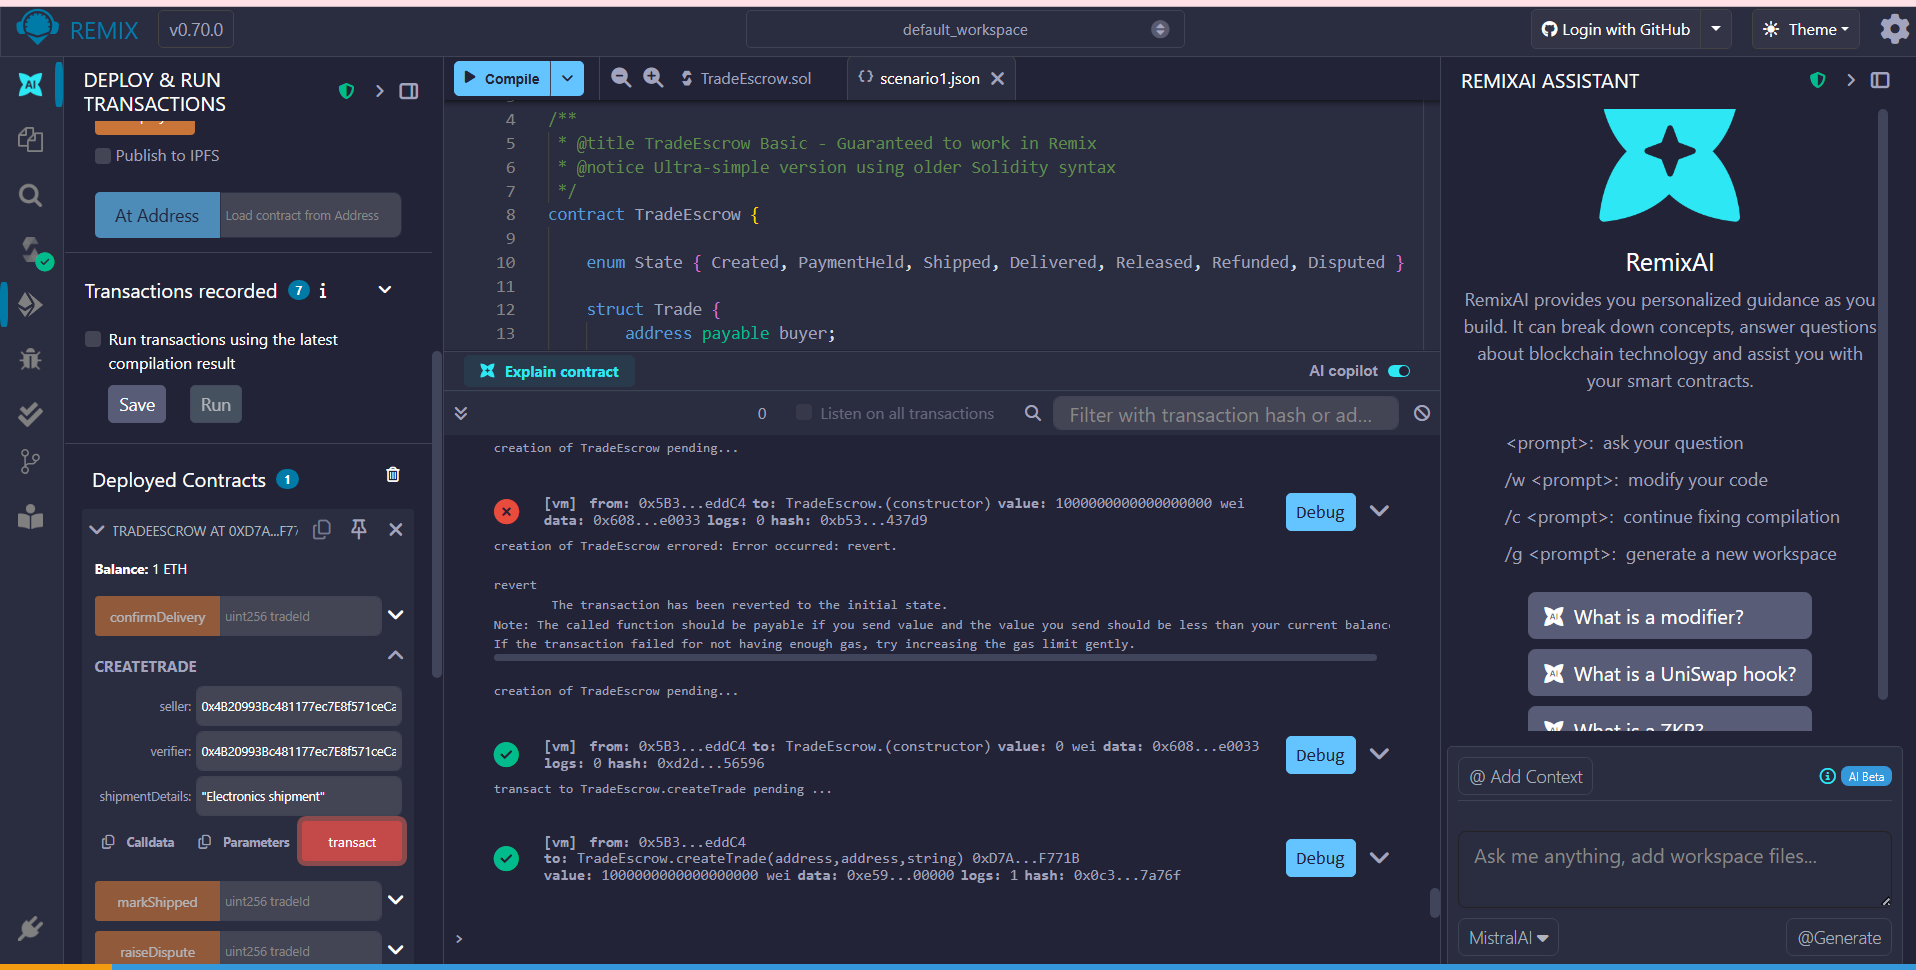 REMIX
v0.70.0
default_workspace
Login with GitHub
Theme
DEPLOY & RUN
TRANSACTIONS
Publish to IPFS
At Address
Load contract from Address
Transactions recorded 7 i
Run transactions using the latest
compilation result
Save
Run
Deployed Contracts 1
TRADEESCROW AT 0XD7A...F77
Balance: 1 ETH
confirmDelivery
uint256 tradeId
CREATETRADE
seller: 0x4B20993Bc481177ec7E8f571ceCa
verifier: 0x4B20993Bc481177ec7E8f571ceCa
shipmentDetails: "Electronics shipment"
Calldata
Parameters
transact
markShipped
uint256 tradeId
raiseDispute
uint256 tradeId
Compile
TradeEscrow.sol
{} scenario1.json
4 /**
5 * @title TradeEscrow Basic - Guaranteed to work in Remix
6 * @notice Ultra-simple version using older Solidity syntax
7 */
8 contract TradeEscrow {
9
10 enum State { Created, PaymentHeld, Shipped, Delivered, Released, Refunded, Disputed }
11
12 struct Trade {
13 address payable buyer;
Explain contract
AI copilot
0
Listen on all transactions
Filter with transaction hash or ad...
creation of TradeEscrow pending...
[vm] from: 0x5B3...eddC4 to: TradeEscrow.(constructor) value: 1000000000000000000 wei
data: 0x608...e0033 logs: 0 hash: 0xb53...437d9
Debug
creation of TradeEscrow errored: Error occurred: revert.
revert
The transaction has been reverted to the initial state.
Note: The called function should be payable if you send value and the value you send should be less than your current balanc
If the transaction failed for not having enough gas, try increasing the gas limit gently.
creation of TradeEscrow pending...
[vm] from: 0x5B3...eddC4 to: TradeEscrow.(constructor) value: 0 wei data: 0x608...e0033
logs: 0 hash: 0xd2d...56596
Debug
transact to TradeEscrow.createTrade pending ...
[vm] from: 0x5B3...eddC4
to: TradeEscrow.createTrade(address,address,string) 0xD7A...F771B
value: 1000000000000000000 wei data: 0xe59...00000 logs: 1 hash: 0x0c3...7a76f
Debug
>
REMIXAI ASSISTANT
RemixAI
RemixAI provides you personalized guidance as you
build. It can break down concepts, answer questions
about blockchain technology and assist you with
your smart contracts.
<prompt>: ask your question
/w <prompt>: modify your code
/c <prompt>: continue fixing compilation
/g <prompt>: generate a new workspace
AI What is a modifier?
AI What is a UniSwap hook?
What is a ZKP?
@ Add Context
AI Beta
Ask me anything, add workspace files...
MistralAI
@Generate